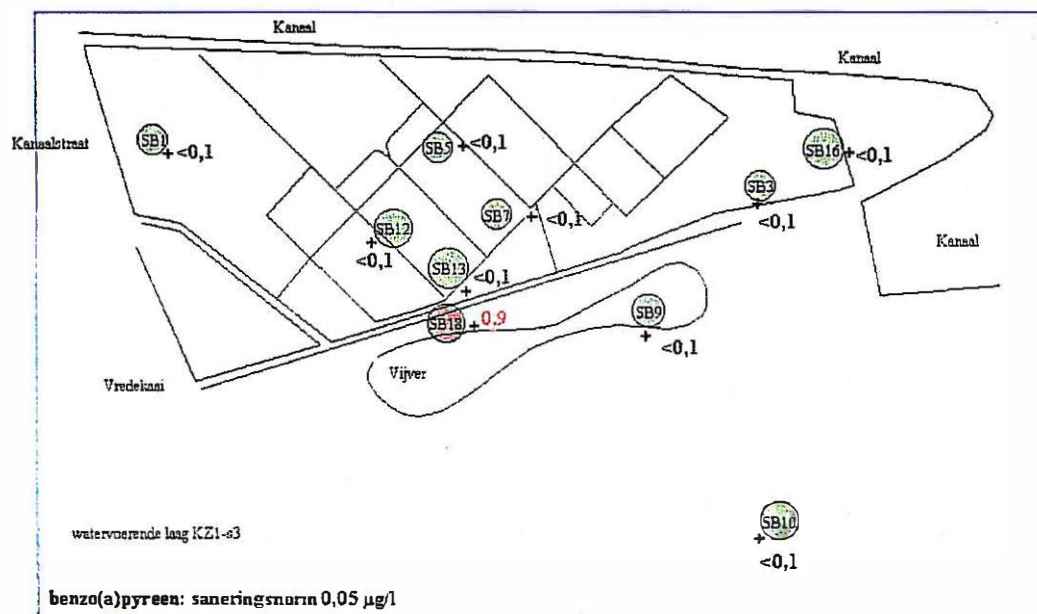 Kanaal
Kanaal
Kanaalstraat
SB1
<0,1
SB5
<0,1
SB16
<0,1
SB3
<0,1
SB7
<0,1
SB12
<0,1
SB13
<0,1
Kanaal
SB18
0,9
SB9
<0,1
Vredekaai
Vijver
SB10
<0,1
watervoerende laag KZ1-s3
benzo(a)pyreen: saneringsnorm 0,05 µg/l